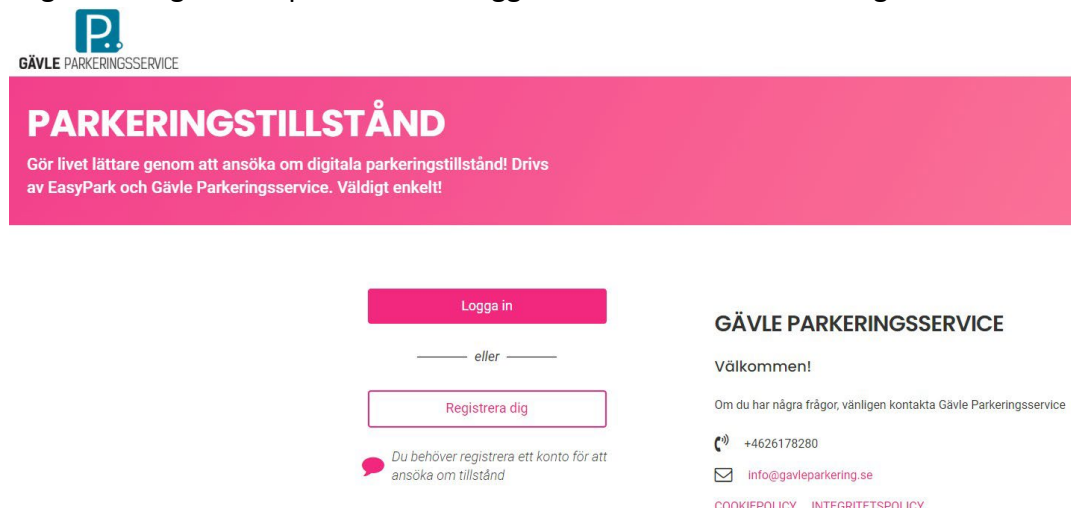 P.
GÄVLE PARKERINGSSERVICE
PARKERINGSTILLSTÅND
Gör livet lättare genom att ansöka om digitala parkeringstillstånd! Drivs
av EasyPark och Gävle Parkeringsservice. Väldigt enkelt!
Logga in
eller
Registrera dig
Du behöver registrera ett konto för att
ansöka om tillstånd
GÄVLE PARKERINGSSERVICE
Välkommen!
Om du har några frågor, vänligen kontakta Gävle Parkeringsservice
+4626178280
info@gavleparkering.se
COOKIEPOLICY INTEGRITETSPOLICY